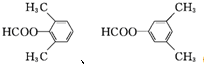 H₃C CH₃
HCOO HCOO
H₃C CH₃
、